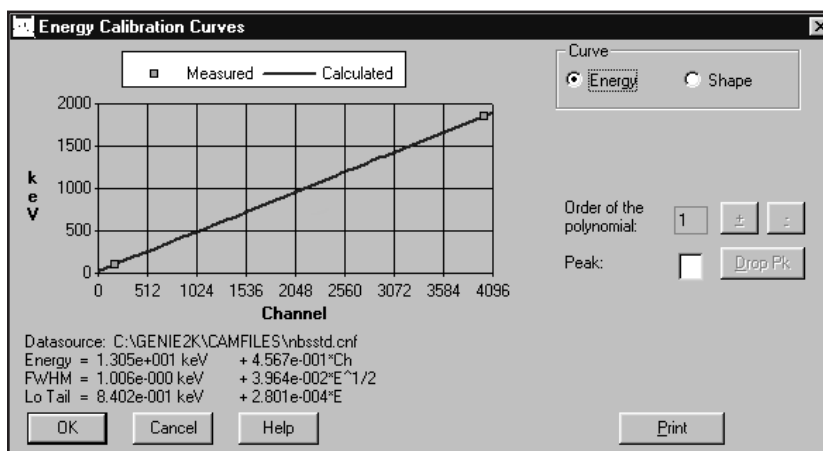 Energy Calibration Curves
Measured
Calculated
2000
1500
1000
500
0
keV
0 512 1024 1536 2048 2560 3072 3584 4096
Channel
Datasource: C:\GENIE2K\CAMFILES\nbsstd.cnf
Energy = 1.305e+001 keV + 4.567e-001*Ch
FWHM = 1.006e-000 keV + 3.964e-002*E^1/2
Lo Tail = 8.402e-001 keV + 2.801e-004*E
OK Cancel Help
Curve
Energy Shape
Order of the
polynomial: 1 + -
Peak: Drop Pk
Print